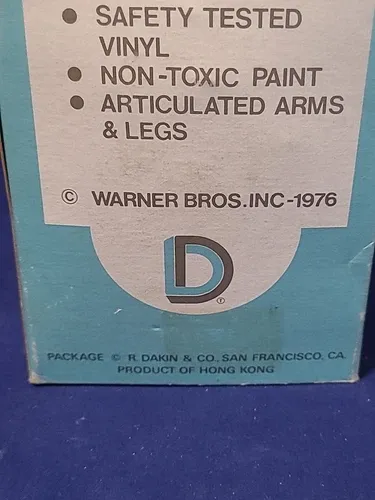 • SAFETY TESTED
VINYL
• NON-TOXIC PAINT
• ARTICULATED ARMS
& LEGS
© WARNER BROS.INC-1976
D
PACKAGE © R. DAKIN & CO., SAN FRANCISCO, CA.
PRODUCT OF HONG KONG